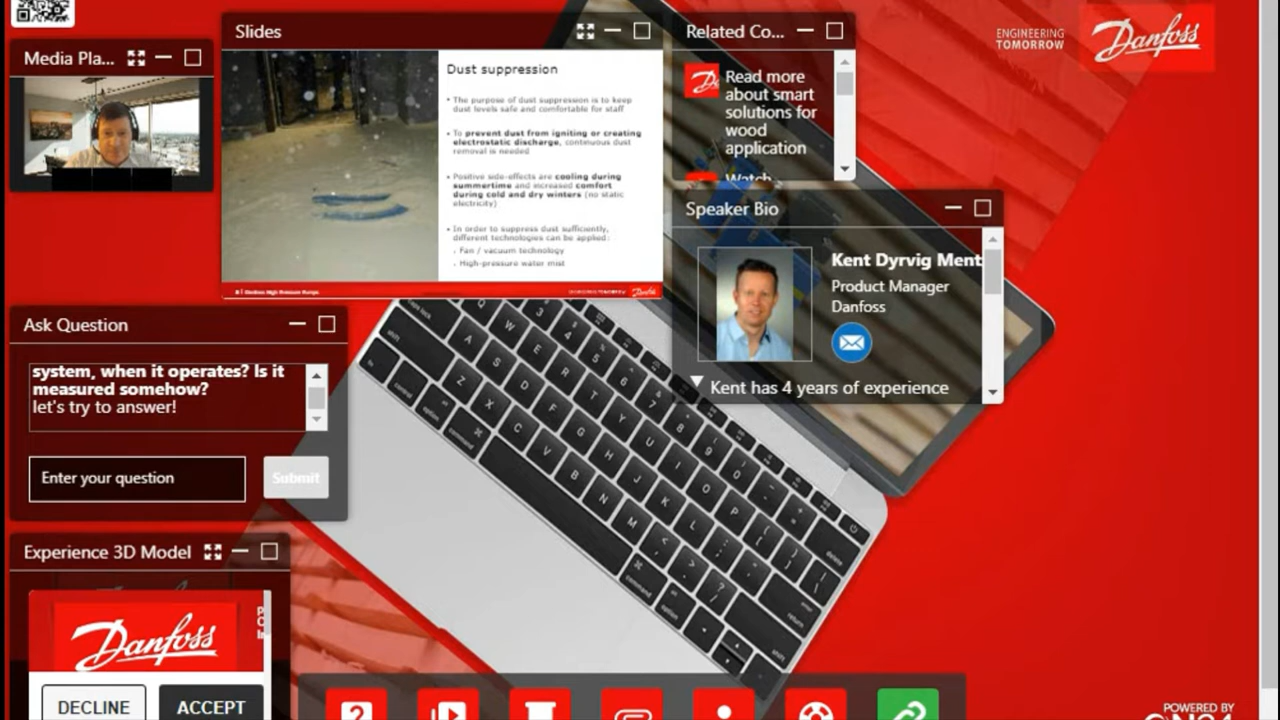 Media Pla...
Slides
Dust suppression
• The purpose of dust suppression is to keep
dust levels safe and comfortable for staff
• To prevent dust from igniting or creating
electrostatic discharge, continuous dust
removal is needed
• Positive side-effects are cooling during
summertime and increased comfort
during cold and dry winters (no static
electricity)
• In order to suppress dust sufficiently,
different technologies can be applied:
- Fan / vacuum technology
- High-pressure water mist
Danfoss
Related Co...
Read more
about smart
solutions for
wood
application
Watch
ENGINEERING
TOMORROW
Danfoss
Speaker Bio
Kent Dyrvig Ment
Product Manager
Danfoss
Kent has 4 years of experience
Ask Question
system, when it operates? Is it
measured somehow?
let's try to answer!
Enter your question
Submit
Experience 3D Model
Danfoss
DECLINE
ACCEPT
POWERED BY